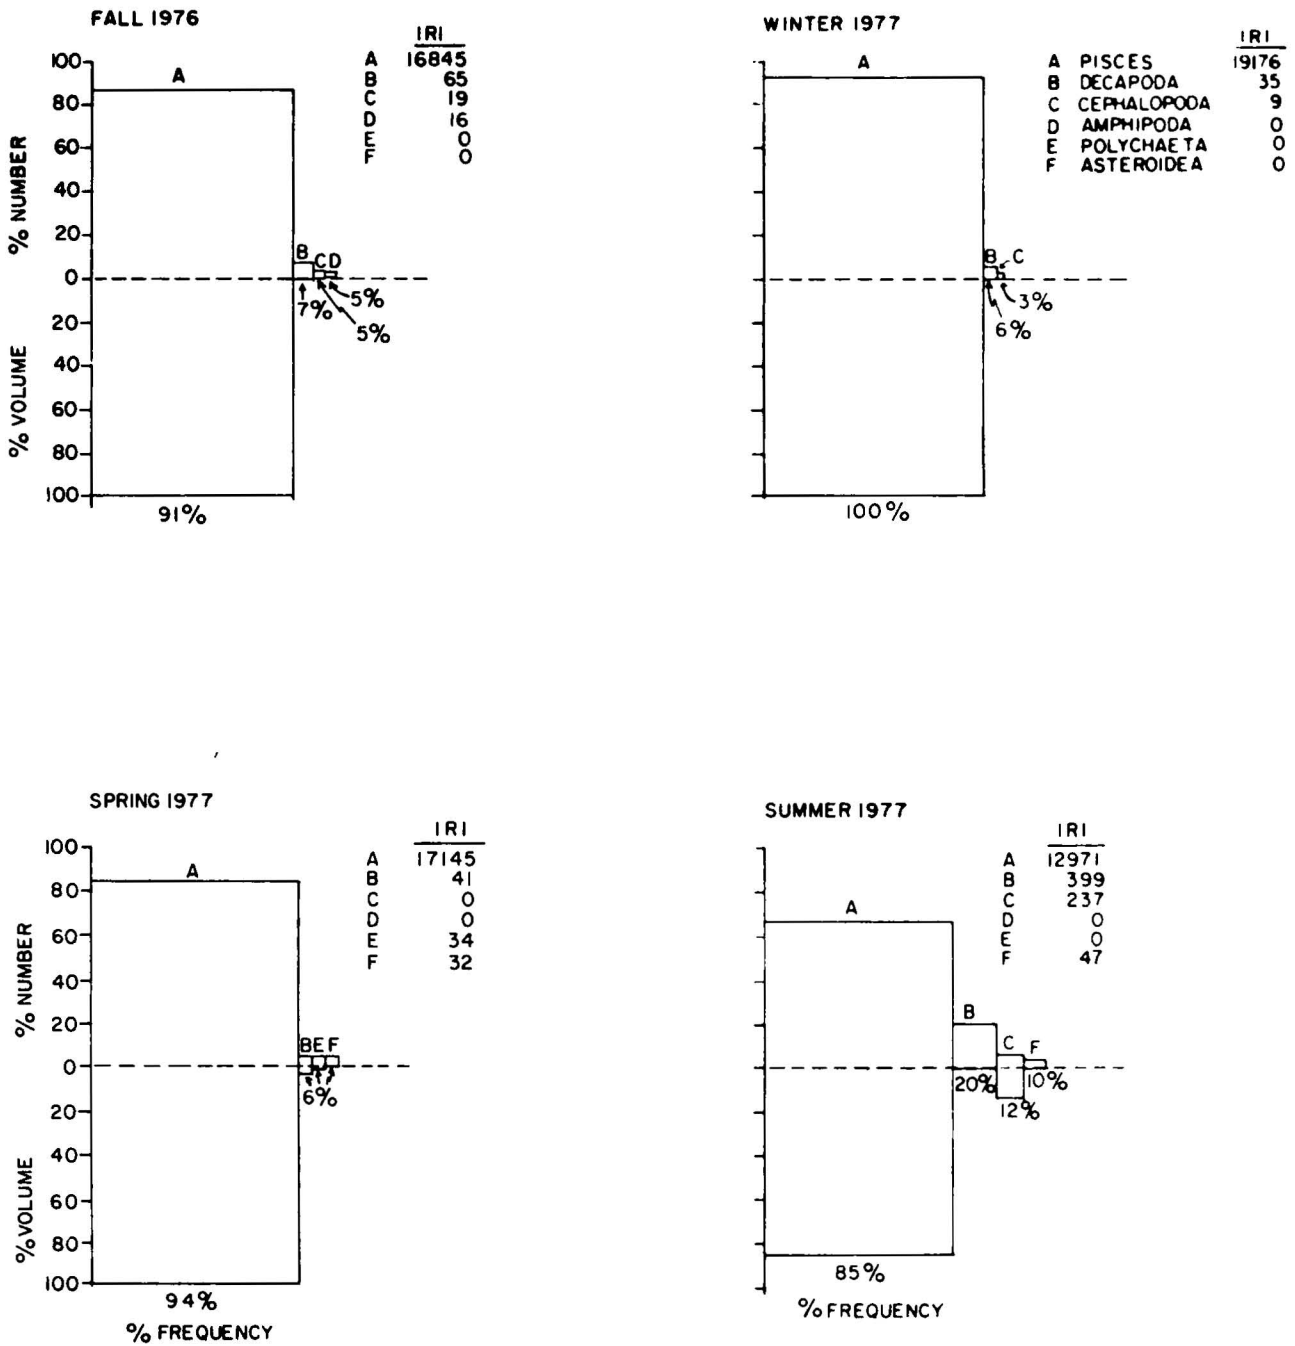 FALL 1976
IRI
A 16845
B 65
C 19
D 16
E 0
F 0
100
80
60
40
20
0
20
40
60
80
100
% NUMBER
% VOLUME
A
B
C D
7%
5%
5%
91%
WINTER 1977
IRI
A PISCES 19176
B DECAPODA 35
C CEPHALOPODA 9
D AMPHIPODA 0
E POLYCHAETA 0
F ASTEROIDEA 0
A
B C
3%
6%
100%
SPRING 1977
IRI
A 17145
B 41
C 0
D 0
E 34
F 32
100
80
60
40
20
0
20
40
60
80
100
% NUMBER
% VOLUME
A
B E F
6%
94%
% FREQUENCY
SUMMER 1977
IRI
A 12971
B 399
C 237
D 0
E 0
F 47
A
B
C
F
20%
10%
12%
85%
% FREQUENCY